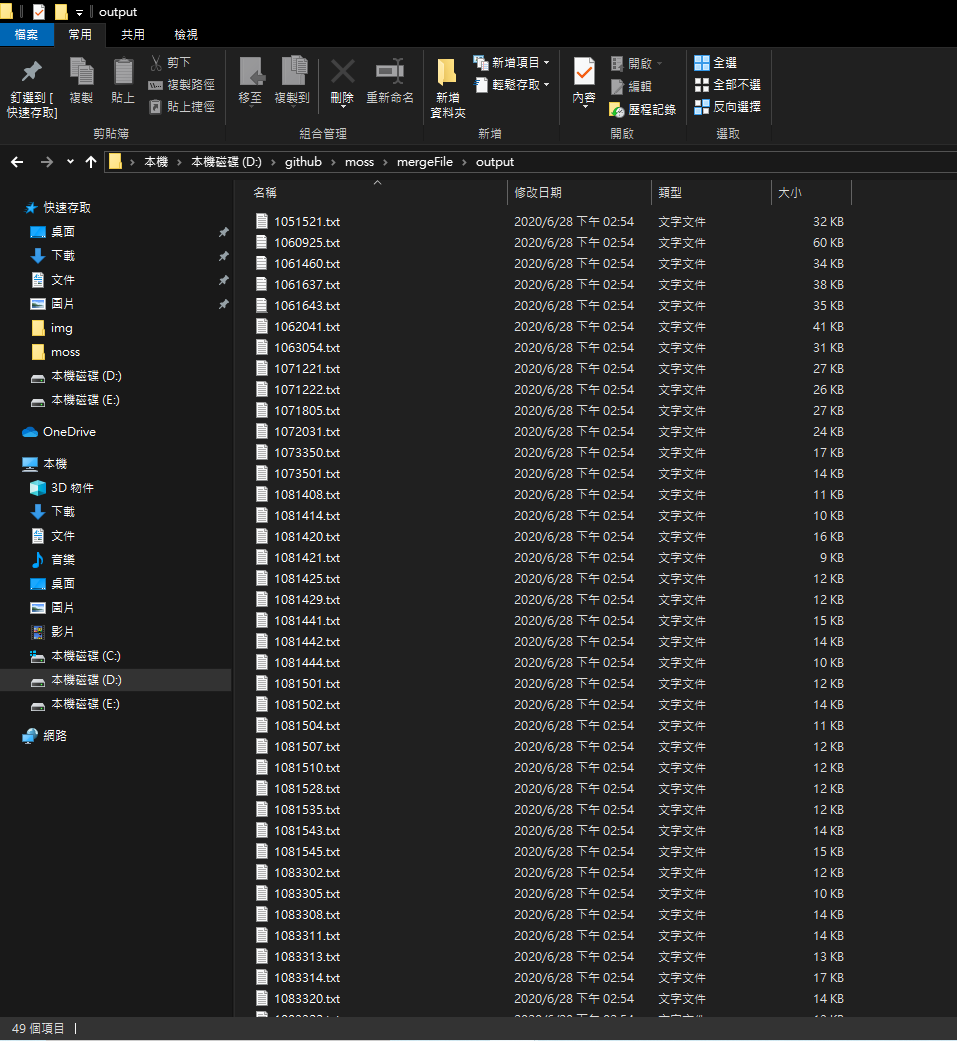 output
檔案 常用 共用 檢視
釘選到 [快速存取]
複製
貼上
剪下
複製路徑
貼上捷徑
剪貼簿
移至
複製到
刪除
重新命名
組合管理
新增資料夾
新增項目
輕鬆存取
新增
內容
開啟
編輯
歷程記錄
開啟
全選
全部不選
反向選擇
選取
本機 › 本機磁碟 (D:) › github › moss › mergeFile › output
快速存取
桌面
下載
文件
圖片
img
moss
本機磁碟 (D:)
本機磁碟 (E:)
OneDrive
本機
3D 物件
下載
文件
音樂
桌面
圖片
影片
本機磁碟 (C:)
本機磁碟 (D:)
本機磁碟 (E:)
網路
名稱 修改日期 類型 大小
1051521.txt 2020/6/28 下午 02:54 文字文件 32 KB
1060925.txt 2020/6/28 下午 02:54 文字文件 60 KB
1061460.txt 2020/6/28 下午 02:54 文字文件 34 KB
1061637.txt 2020/6/28 下午 02:54 文字文件 38 KB
1061643.txt 2020/6/28 下午 02:54 文字文件 35 KB
1062041.txt 2020/6/28 下午 02:54 文字文件 41 KB
1063054.txt 2020/6/28 下午 02:54 文字文件 31 KB
1071221.txt 2020/6/28 下午 02:54 文字文件 27 KB
1071222.txt 2020/6/28 下午 02:54 文字文件 26 KB
1071805.txt 2020/6/28 下午 02:54 文字文件 27 KB
1072031.txt 2020/6/28 下午 02:54 文字文件 24 KB
1073350.txt 2020/6/28 下午 02:54 文字文件 17 KB
1073501.txt 2020/6/28 下午 02:54 文字文件 14 KB
1081408.txt 2020/6/28 下午 02:54 文字文件 11 KB
1081414.txt 2020/6/28 下午 02:54 文字文件 10 KB
1081420.txt 2020/6/28 下午 02:54 文字文件 16 KB
1081421.txt 2020/6/28 下午 02:54 文字文件 9 KB
1081425.txt 2020/6/28 下午 02:54 文字文件 12 KB
1081429.txt 2020/6/28 下午 02:54 文字文件 12 KB
1081441.txt 2020/6/28 下午 02:54 文字文件 15 KB
1081442.txt 2020/6/28 下午 02:54 文字文件 14 KB
1081444.txt 2020/6/28 下午 02:54 文字文件 10 KB
1081501.txt 2020/6/28 下午 02:54 文字文件 12 KB
1081502.txt 2020/6/28 下午 02:54 文字文件 14 KB
1081504.txt 2020/6/28 下午 02:54 文字文件 11 KB
1081507.txt 2020/6/28 下午 02:54 文字文件 12 KB
1081510.txt 2020/6/28 下午 02:54 文字文件 12 KB
1081528.txt 2020/6/28 下午 02:54 文字文件 12 KB
1081535.txt 2020/6/28 下午 02:54 文字文件 12 KB
1081543.txt 2020/6/28 下午 02:54 文字文件 14 KB
1081545.txt 2020/6/28 下午 02:54 文字文件 15 KB
1083302.txt 2020/6/28 下午 02:54 文字文件 12 KB
1083305.txt 2020/6/28 下午 02:54 文字文件 10 KB
1083308.txt 2020/6/28 下午 02:54 文字文件 14 KB
1083311.txt 2020/6/28 下午 02:54 文字文件 14 KB
1083313.txt 2020/6/28 下午 02:54 文字文件 13 KB
1083314.txt 2020/6/28 下午 02:54 文字文件 17 KB
1083320.txt 2020/6/28 下午 02:54 文字文件 14 KB
49 個項目